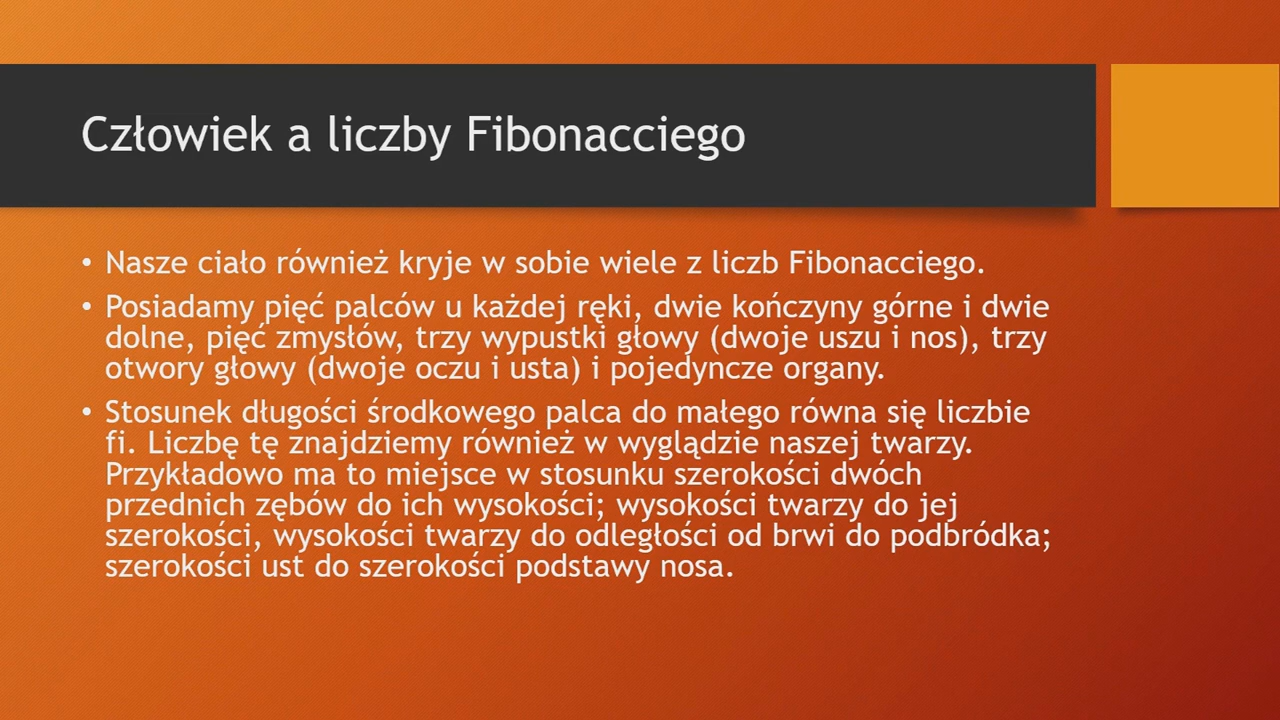 Człowiek a liczby Fibonacciego
• Nasze ciało również kryje w sobie wiele z liczb Fibonacciego.
• Posiadamy pięć palców u każdej ręki, dwie kończyny górne i dwie
dolne, pięć zmysłów, trzy wypustki głowy (dwoje uszu i nos), trzy
otwory głowy (dwoje oczu i usta) i pojedyncze organy.
• Stosunek długości środkowego palca do małego równa się liczbie
fi. Liczbę tę znajdziemy również w wyglądzie naszej twarzy.
Przykładowo ma to miejsce w stosunku szerokości dwóch
przednich zębów do ich wysokości; wysokości twarzy do jej
szerokości, wysokości twarzy do odległości od brwi do podbródka;
szerokości ust do szerokości podstawy nosa.